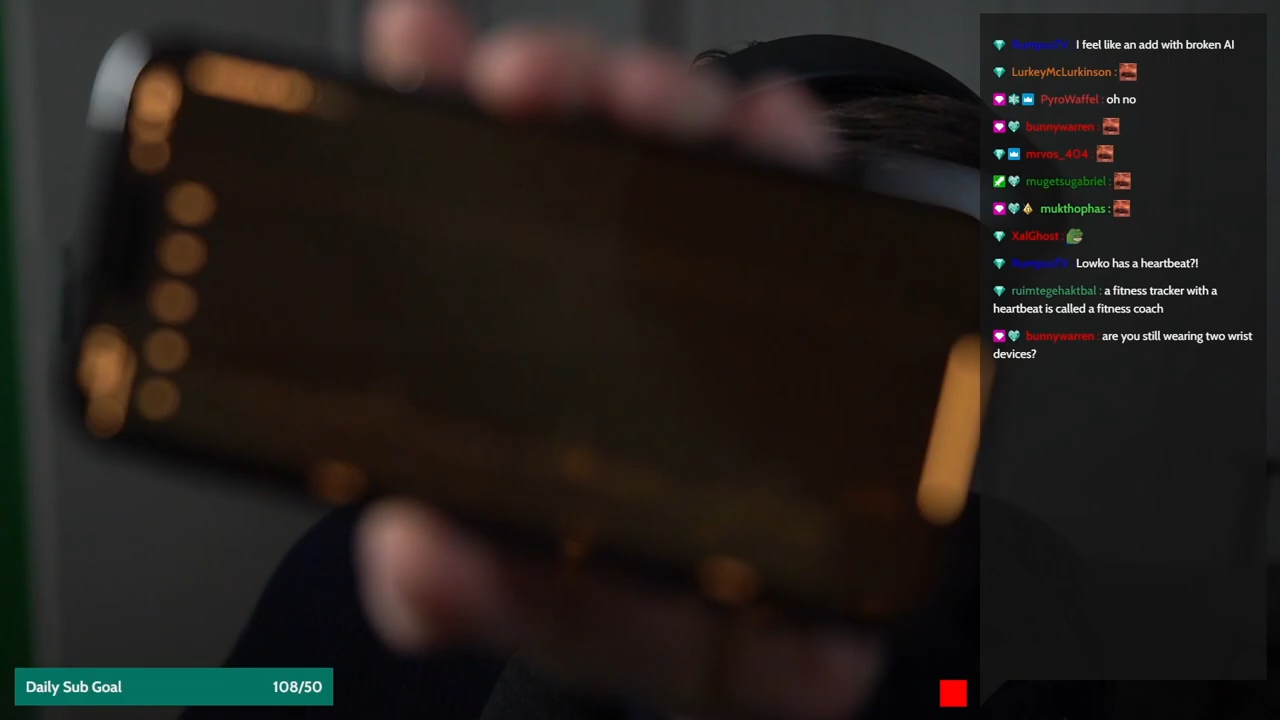 I feel like an add with broken AI
LurkeyMcLurkinson :
PyroWaffel : oh no
bunnywarren :
mrvos_404
mugetsugabriel :
mukthophas :
XalGhost :
Lowko has a heartbeat?!
ruimtegehaktbal : a fitness tracker with a
heartbeat is called a fitness coach
bunnywarren : are you still wearing two wrist
devices?
Daily Sub Goal 108/50